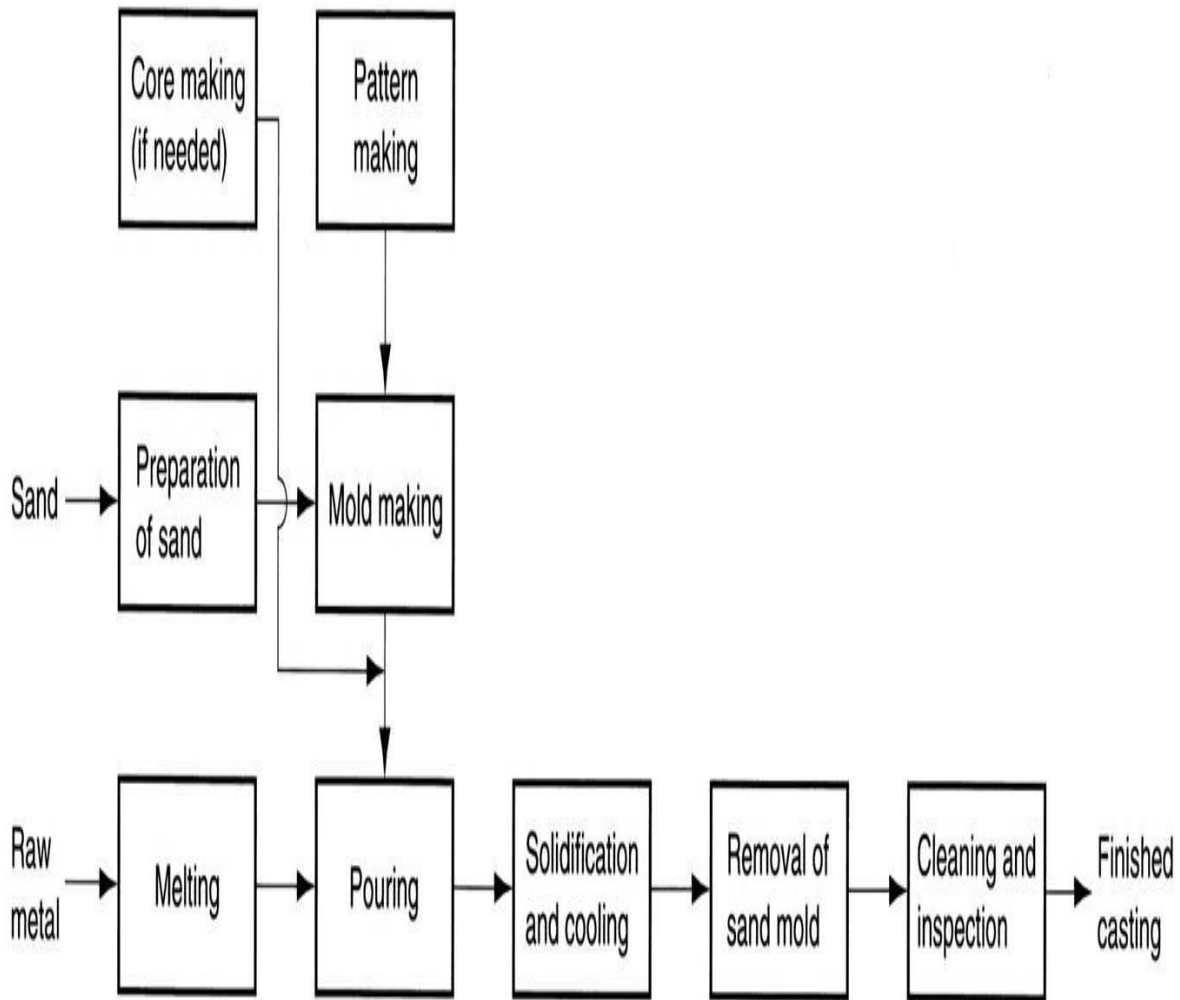 Core making
(if needed)
Pattern
making
Sand
Preparation
of sand
Mold making
Raw
metal
Melting
Pouring
Solidification
and cooling
Removal of
sand mold
Cleaning and
inspection
Finished
casting